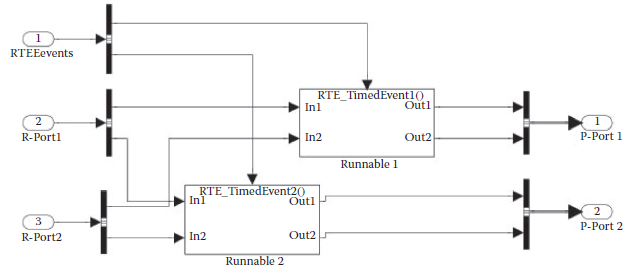 1
RTEEevents
RTE_TimedEvent1()
In1
Out1
In2
Out2
Runnable 1
2
R-Port1
1
P-Port 1
RTE_TimedEvent2()
In1
Out1
In2
Out2
Runnable 2
3
R-Port2
2
P-Port 2